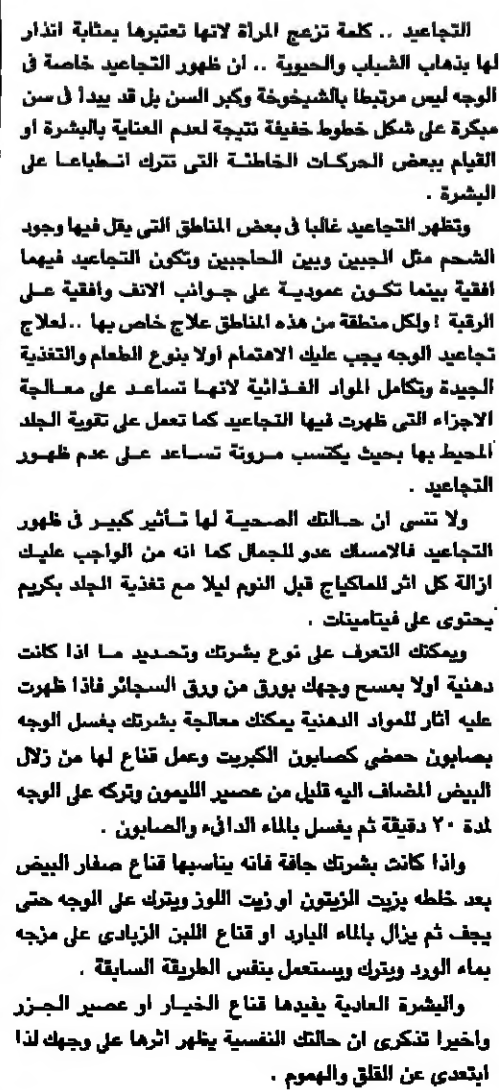 التجاعيد .. كلمة تزعج المرأة لانها تعتبرها بمثابة انذار
لها بذهاب الشباب والحيوية .. ان ظهور التجاعيد خاصة فى
الوجه ليس مرتبطا بالشيخوخة وكبر السن بل قد يبدأ فى سن
مبكرة على شكل خطوط خفيفة نتيجة لعدم العناية بالبشرة او
القيام ببعض الحركات الخاطئة التى تترك انطباعا على
البشرة .
وتظهر التجاعيد غالبا فى بعض المناطق التى يقل فيها وجود
الشحم مثل الجبين وبين الحاجبين وتكون التجاعيد فيهما
افقية بينما تكون عمودية على جوانب الانف وافقية على
الرقبة ! ولكل منطقة من هذه المناطق علاج خاص بها .. لعلاج
تجاعيد الوجه يجب عليك الاهتمام اولا بنوع الطعام والتغذية
الجيدة وتكامل المواد الغذائية لانها تساعد على معالجة
الاجزاء التى ظهرت فيها التجاعيد كما تعمل على تقوية الجلد
المحيط بها بحيث يكتسب مرونة تساعد على عدم ظهور
التجاعيد .
ولا تنسى ان حالتك الصحية لها تأثير كبير فى ظهور
التجاعيد فالامساك عدو للجمال كما انه من الواجب عليك
ازالة كل اثر للماكياج قبل النوم ليلا مع تغذية الجلد بكريم
يحتوى على فيتامينات .
ويمكنك التعرف على نوع بشرتك وتحديد ما اذا كانت
دهنية اولا بمسح وجهك بورق من ورق السجائر فاذا ظهرت
عليه اثار للمواد الدهنية يمكنك معالجة بشرتك بغسل الوجه
بصابون حمضي كصابون الكبريت وعمل قناع لها من زلال
البيض المضاف اليه قليل من عصير الليمون وتركه على الوجه
لمدة ٢٠ دقيقة ثم يغسل بالماء الدافىء والصابون .
واذا كانت بشرتك جافة فانه يناسبها قناع صفار البيض
بعد خلطه بزيت الزيتون او زيت اللوز ويترك على الوجه حتى
يجف ثم يزال بالماء البارد او قناع اللبن الزبادى على مزجه
بماء الورد ويترك ويستعمل بنفس الطريقة السابقة .
والبشرة العادية يفيدها قناع الخيار او عصير الجزر
واخيرا تذكرى ان حالتك النفسية يظهر اثرها على وجهك لذا
ابتعدى عن القلق والهموم .